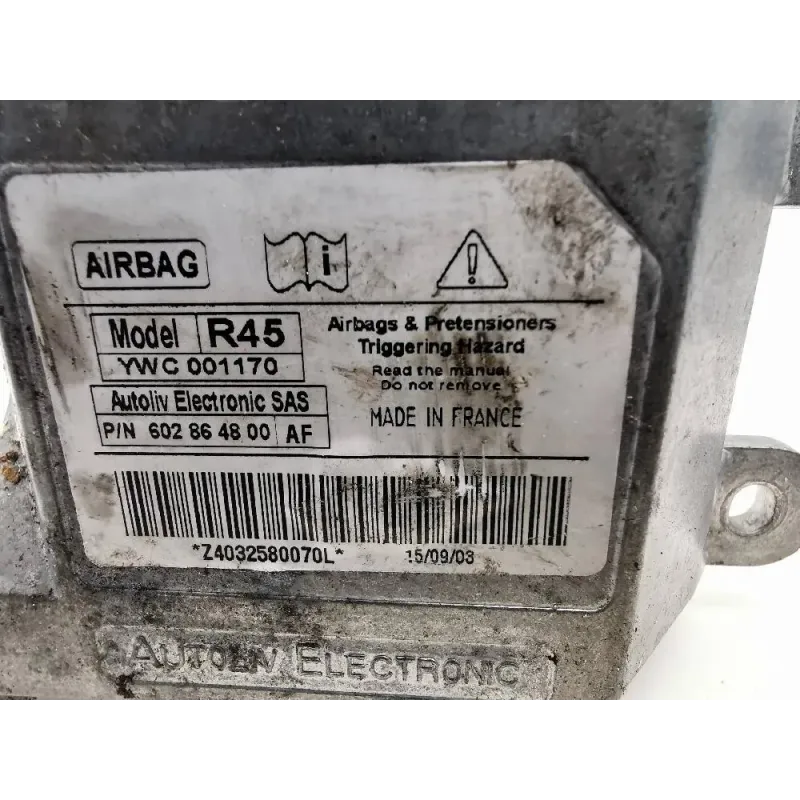 AIRBAG
i
!
Model R45
YWC 001170
Airbags & Pretensioners
Triggering Hazard
Read the manual
Do not remove
Autoliv Electronic SAS
P/N 602 86 48 00 AF
MADE IN FRANCE
*Z4032580070L*
15/09/03
AUTOLIV ELECTRONIC